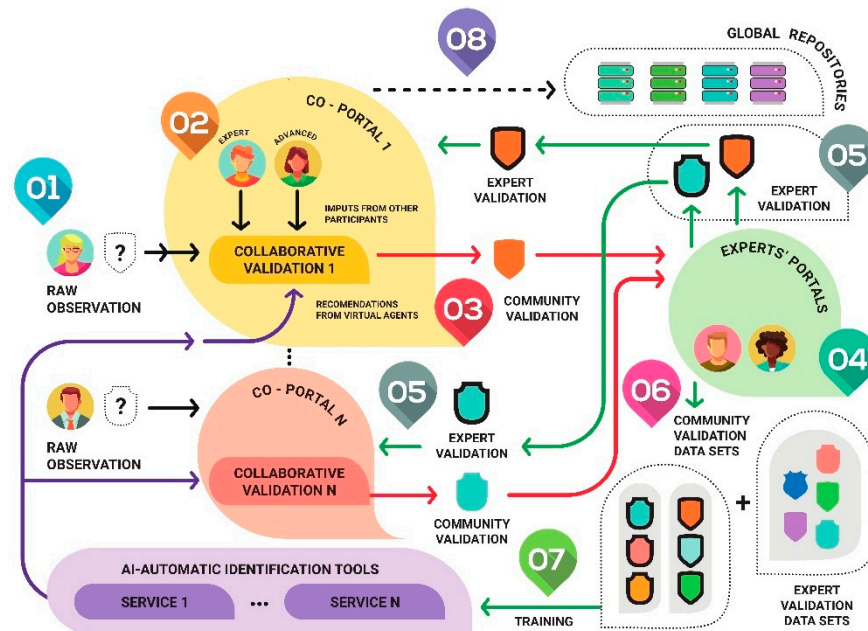 08
GLOBAL REPOSITORIES
CO - PORTAL 1
02
EXPERT
ADVANCED
01
EXPERT
VALIDATION
05
EXPERT
VALIDATION
?
IMPUTS FROM OTHER
PARTICIPANTS
COLLABORATIVE
VALIDATION 1
RAW
OBSERVATION
EXPERTS' PORTALS
RECOMENDATIONS
FROM VIRTUAL AGENTS
03
COMMUNITY
VALIDATION
04
CO - PORTAL N
05
06
?
EXPERT
VALIDATION
COMMUNITY
VALIDATION
DATA SETS
RAW
OBSERVATION
COLLABORATIVE
VALIDATION N
COMMUNITY
VALIDATION
+
AI-AUTOMATIC IDENTIFICATION TOOLS
07
SERVICE 1
...
SERVICE N
TRAINING
EXPERT
VALIDATION
DATA SETS